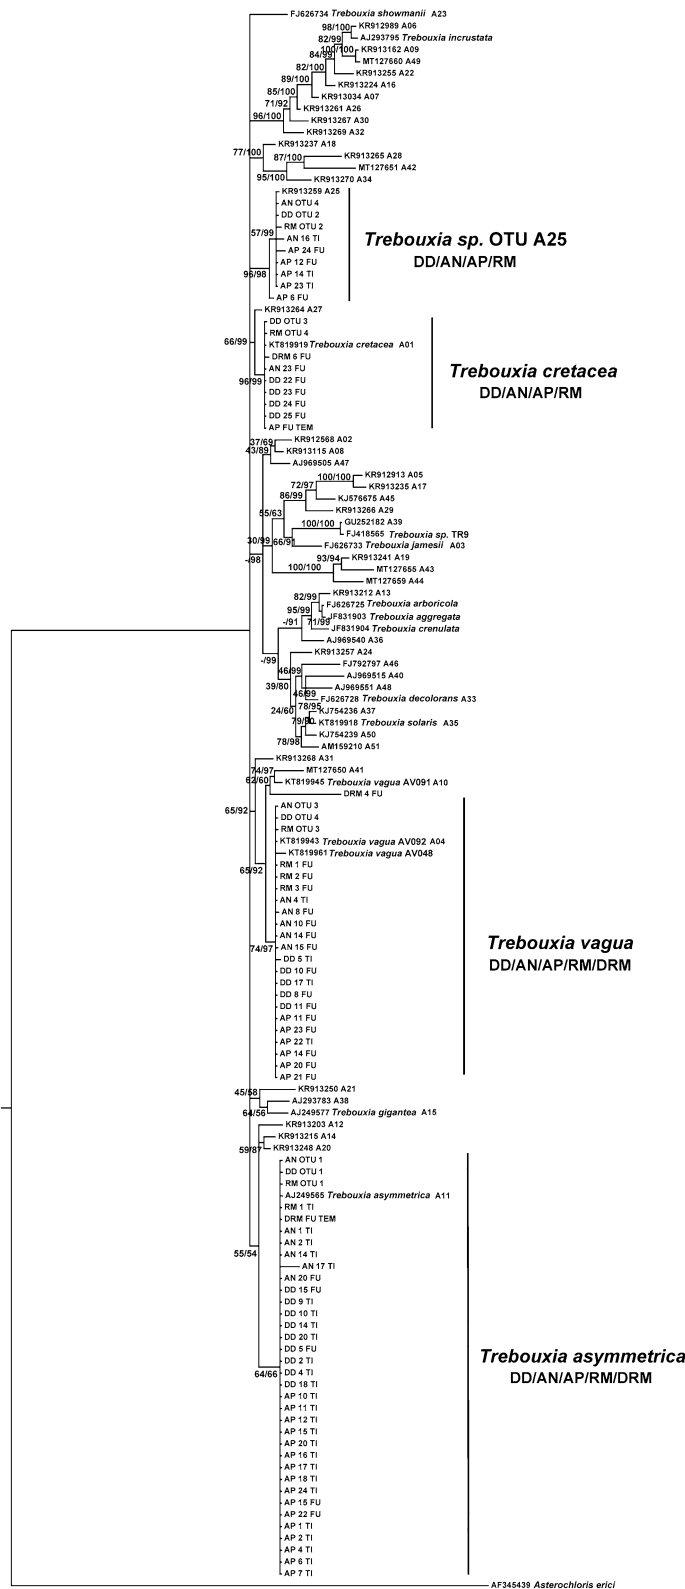 FJ626734 Trebouxia showmanii A23
98/100
KR912989 A06
82/99
AJ293795 Trebouxia incrustata
100/100
KR913162 A09
84/99
MT127660 A49
82/100
KR913255 A22
89/100
KR913224 A16
85/100
KR913034 A07
71/92
KR913261 A26
96/100
KR913267 A30
KR913269 A32
KR913237 A18
77/100
87/100
KR913265 A28
MT127651 A42
95/100
KR913270 A34
KR913259 A25
AN OTU 4
DD OTU 2
RM OTU 2
57/99
AN 16 TI
Trebouxia sp. OTU A25
AP 24 FU
AP 12 FU
DD/AN/AP/RM
96/98
AP 14 TI
AP 23 TI
AP 6 FU
KR913264 A27
DD OTU 3
RM OTU 4
66/99
KT819919 Trebouxia cretacea A01
DRM 6 FU
AN 23 FU
Trebouxia cretacea
96/99
DD 22 FU
DD 23 FU
DD/AN/AP/RM
DD 24 FU
DD 25 FU
AP FU TEM
37/69
KR912568 A02
43/89
KR913115 A08
AJ969505 A47
KR912913 A05
100/100
72/97
KR913235 A17
86/99
KJ576675 A45
KR913266 A29
55/63
GU252182 A39
100/100
FJ418565 Trebouxia sp. TR9
30/99
66/91
FJ626733 Trebouxia jamesii A03
93/94
KR913241 A19
-/98
100/100
MT127655 A43
MT127659 A44
82/99
KR913212 A13
95/99
FJ626725 Trebouxia arboricola
JF831903 Trebouxia aggregata
-/91
71/99
JF831904 Trebouxia crenulata
AJ969540 A36
KR913257 A24
-/99
FJ792797 A46
46/99
AJ969515 A40
39/80
AJ969551 A48
46/99
FJ626728 Trebouxia decolorans A33
24/60
78/95
KJ754236 A37
79/90
KT819918 Trebouxia solaris A35
KJ754239 A50
78/98
AM159210 A51
KR913268 A31
74/97
MT127650 A41
62/60
KT819945 Trebouxia vagua AV091 A10
DRM 4 FU
65/92
AN OTU 3
DD OTU 4
RM OTU 3
KT819943 Trebouxia vagua AV092 A04
KT819961 Trebouxia vagua AV048
65/92
RM 1 FU
RM 2 FU
RM 3 FU
AN 4 TI
AN 8 FU
AN 10 FU
AN 14 FU
74/97
AN 15 FU
Trebouxia vagua
DD 5 TI
DD/AN/AP/RM/DRM
DD 10 FU
DD 17 TI
DD 8 FU
DD 11 FU
AP 11 FU
AP 23 FU
AP 22 TI
AP 14 FU
AP 20 FU
AP 21 FU
45/58
KR913250 A21
AJ293783 A38
64/56
AJ249577 Trebouxia gigantea A15
KR913203 A12
KR913215 A14
59/87
KR913248 A20
AN OTU 1
DD OTU 1
RM OTU 1
AJ249565 Trebouxia asymmetrica A11
RM 1 TI
DRM FU TEM
AN 1 TI
AN 2 TI
55/54
AN 14 TI
AN 17 TI
AN 20 FU
DD 15 FU
DD 9 TI
DD 10 TI
DD 14 TI
DD 20 TI
DD 5 FU
Trebouxia asymmetrica
DD 2 TI
64/66
DD 4 TI
DD/AN/AP/RM/DRM
DD 18 TI
AP 10 TI
AP 11 TI
AP 12 TI
AP 15 TI
AP 20 TI
AP 16 TI
AP 17 TI
AP 18 TI
AP 24 TI
AP 15 FU
AP 22 FU
AP 1 TI
AP 2 TI
AP 4 TI
AP 6 TI
AP 7 TI
AF345439 Asterochloris erici